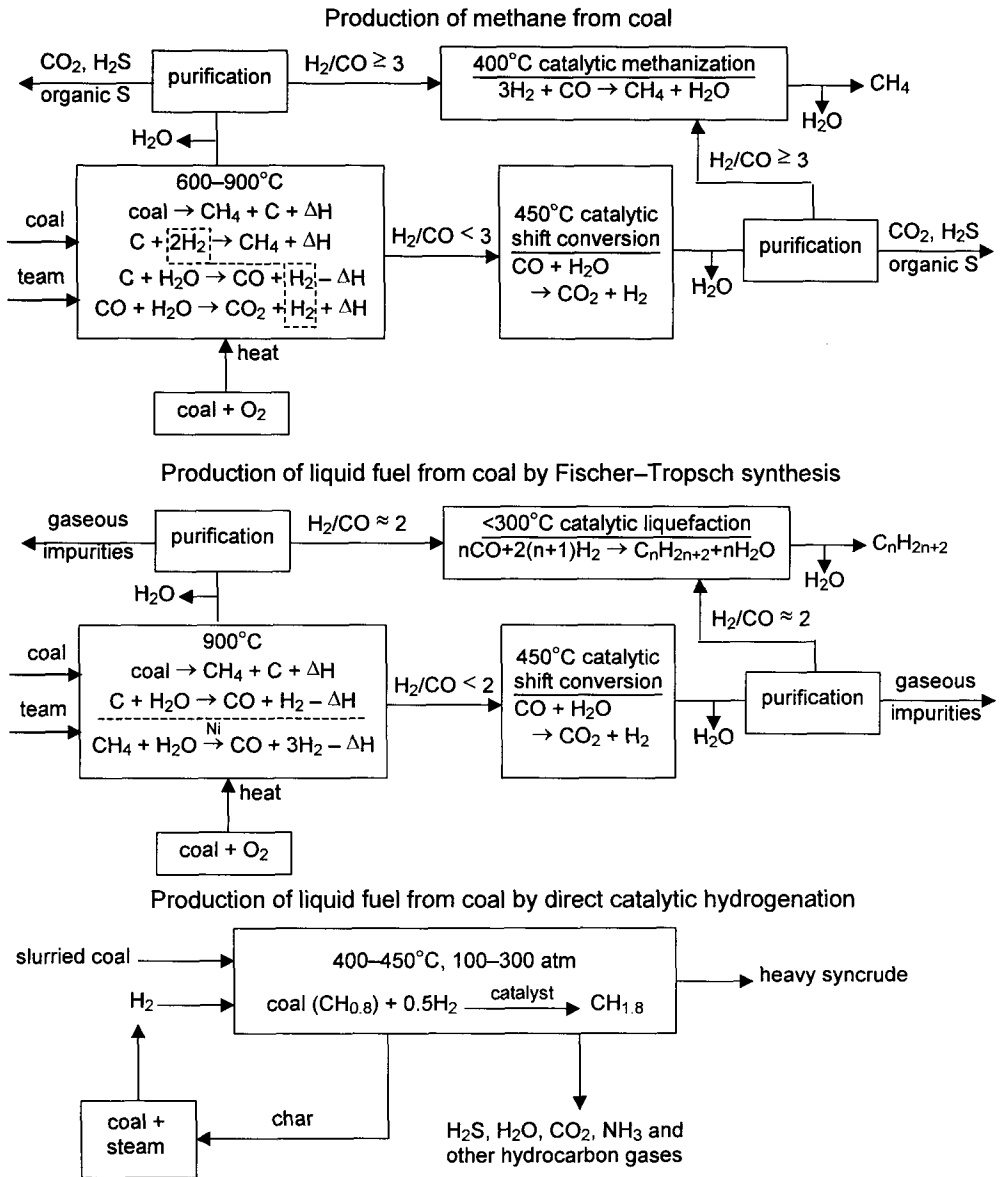 Production of methane from coal
CO₂, H₂S
organic S
purification
H₂/CO ≥ 3
400°C catalytic methanization
3H₂ + CO → CH₄ + H₂O
CH₄
H₂O
H₂O
H₂/CO ≥ 3
coal
team
600–900°C
coal → CH₄ + C + ΔH
C + 2H₂ → CH₄ + ΔH
C + H₂O → CO + H₂ – ΔH
CO + H₂O → CO₂ + H₂ + ΔH
H₂/CO < 3
450°C catalytic
shift conversion
CO + H₂O
→ CO₂ + H₂
H₂O
purification
CO₂, H₂S
organic S
heat
coal + O₂
Production of liquid fuel from coal by Fischer–Tropsch synthesis
gaseous
impurities
purification
H₂/CO ≈ 2
<300°C catalytic liquefaction
nCO+2(n+1)H₂ → CₙH₂ₙ₊₂+nH₂O
CₙH₂ₙ₊₂
H₂O
H₂O
H₂/CO ≈ 2
coal
team
900°C
coal → CH₄ + C + ΔH
C + H₂O → CO + H₂ – ΔH
Ni
CH₄ + H₂O → CO + 3H₂ – ΔH
H₂/CO < 2
450°C catalytic
shift conversion
CO + H₂O
→ CO₂ + H₂
H₂O
purification
gaseous
impurities
heat
coal + O₂
Production of liquid fuel from coal by direct catalytic hydrogenation
slurried coal
H₂
400–450°C, 100–300 atm
catalyst
coal (CH₀.₈) + 0.5H₂ → CH₁.₈
heavy syncrude
coal +
steam
char
H₂S, H₂O, CO₂, NH₃ and
other hydrocarbon gases